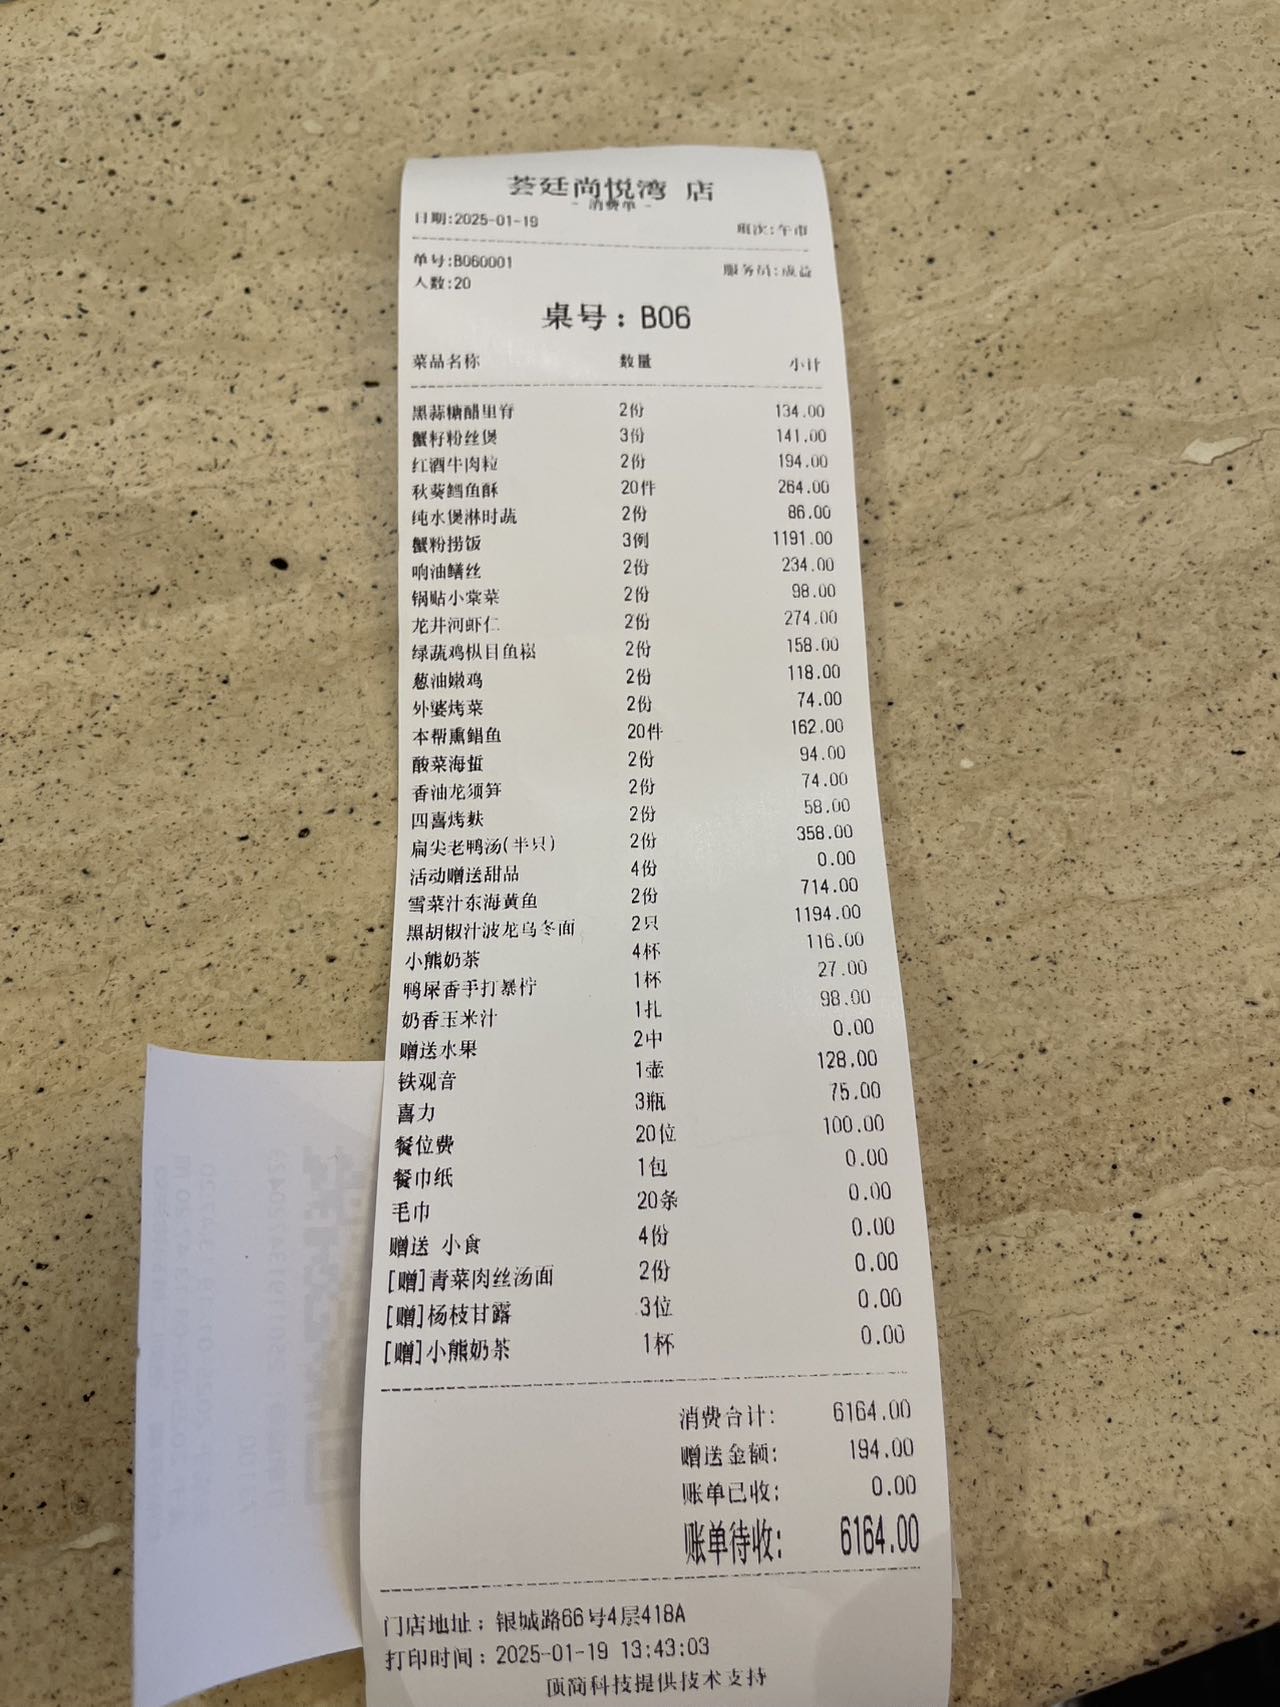 荟廷尚悦湾 店
- 消费单 -
日期:2025-01-19 班次:午市
单号:B060001 服务员:成益
人数:20
桌号：B06
菜品名称 数量 小计
黑蒜糖醋里脊 2份 134.00
蟹籽粉丝煲 3份 141.00
红酒牛肉粒 2份 194.00
秋葵鳕鱼酥 20件 264.00
纯水煲淋时蔬 2份 86.00
蟹粉捞饭 3例 1191.00
响油鳝丝 2份 234.00
锅贴小棠菜 2份 98.00
龙井河虾仁 2份 274.00
绿蔬鸡枞目鱼崧 2份 158.00
葱油嫩鸡 2份 118.00
外婆烤菜 2份 74.00
本帮熏鲳鱼 20件 162.00
酸菜海蜇 2份 94.00
香油龙须笋 2份 74.00
四喜烤麸 2份 58.00
扁尖老鸭汤(半只) 2份 358.00
活动赠送甜品 4份 0.00
雪菜汁东海黄鱼 2份 714.00
黑胡椒汁波龙乌冬面 2只 1194.00
小熊奶茶 4杯 116.00
鸭屎香手打暴柠 1杯 27.00
奶香玉米汁 1扎 98.00
赠送水果 2中 0.00
铁观音 1壶 128.00
喜力 3瓶 75.00
餐位费 20位 100.00
餐巾纸 1包 0.00
毛巾 20条 0.00
赠送 小食 4份 0.00
[赠]青菜肉丝汤面 2份 0.00
[赠]杨枝甘露 3位 0.00
[赠]小熊奶茶 1杯 0.00
消费合计: 6164.00
赠送金额: 194.00
账单已收: 0.00
账单待收: 6164.00
门店地址：银城路66号4层418A
打印时间：2025-01-19 13:43:03
顶商科技提供技术支持